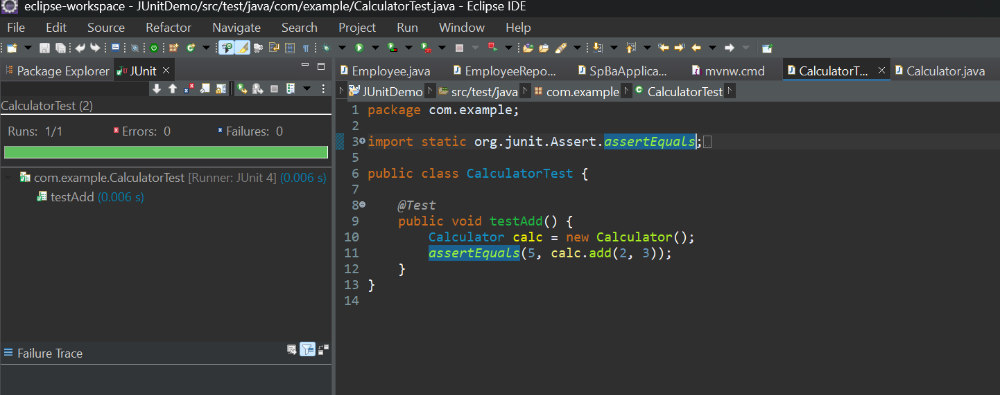 eclipse-workspace - JUnitDemo/src/test/java/com/example/CalculatorTest.java - Eclipse IDE
File Edit Source Refactor Navigate Search Project Run Window Help
Package Explorer JUnit
CalculatorTest (2)
Runs: 1/1 Errors: 0 Failures: 0
com.example.CalculatorTest [Runner: JUnit 4] (0.006 s)
testAdd (0.006 s)
Failure Trace
Employee.java EmployeeRepo... SpBaApplica... mvnw.cmd CalculatorT... Calculator.java
JUnitDemo src/test/java com.example CalculatorTest
1 package com.example;
2
3 import static org.junit.Assert.assertEquals;
5
6 public class CalculatorTest {
7
8 @Test
9 public void testAdd() {
10 Calculator calc = new Calculator();
11 assertEquals(5, calc.add(2, 3));
12 }
13 }
14